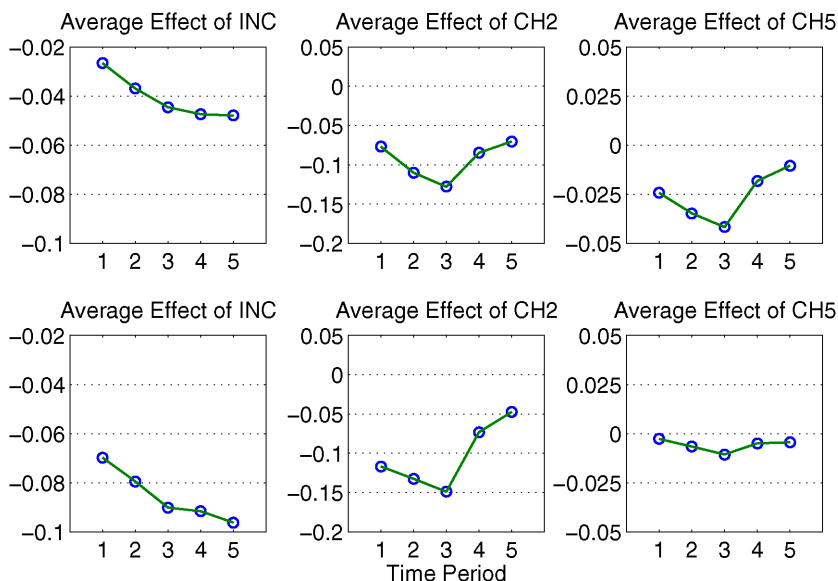 Average Effect of INC
Average Effect of CH2
Average Effect of CH5
−0.02
−0.04
−0.06
−0.08
−0.1
1 2 3 4 5
0.05
0
−0.05
−0.1
−0.15
−0.2
1 2 3 4 5
0.05
0.025
0
−0.025
−0.05
1 2 3 4 5
Average Effect of INC
Average Effect of CH2
Average Effect of CH5
−0.02
−0.04
−0.06
−0.08
−0.1
1 2 3 4 5
0.05
0
−0.05
−0.1
−0.15
−0.2
1 2 3 4 5
0.05
0.025
0
−0.025
−0.05
1 2 3 4 5
Time Period